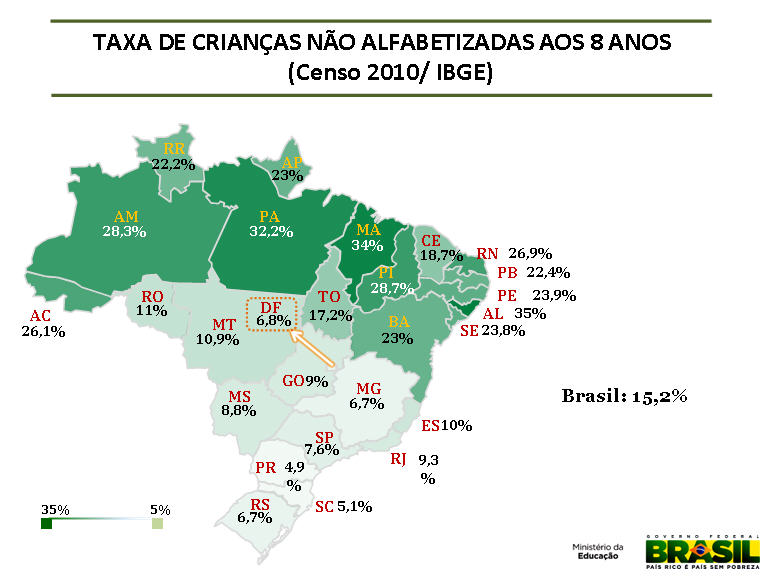 TAXA DE CRIANÇAS NÃO ALFABETIZADAS AOS 8 ANOS
(Censo 2010/ IBGE)
RR
22,2%
AP
23%
AM
28,3%
PA
32,2%
MA
34%
CE
18,7%
RN 26,9%
PB 22,4%
PI
28,7%
PE 23,9%
AL 35%
SE 23,8%
AC
26,1%
RO
11%
MT
10,9%
DF
6,8%
TO
17,2%
BA
23%
GO 9%
MG
6,7%
MS
8,8%
Brasil: 15,2%
ES 10%
SP
7,6%
RJ 9,3
%
PR 4,9
%
RS
6,7%
SC 5,1%
35% 5%
Ministério da
Educação
GOVERNO FEDERAL
BRASIL
PAÍS RICO É PAÍS SEM POBREZA